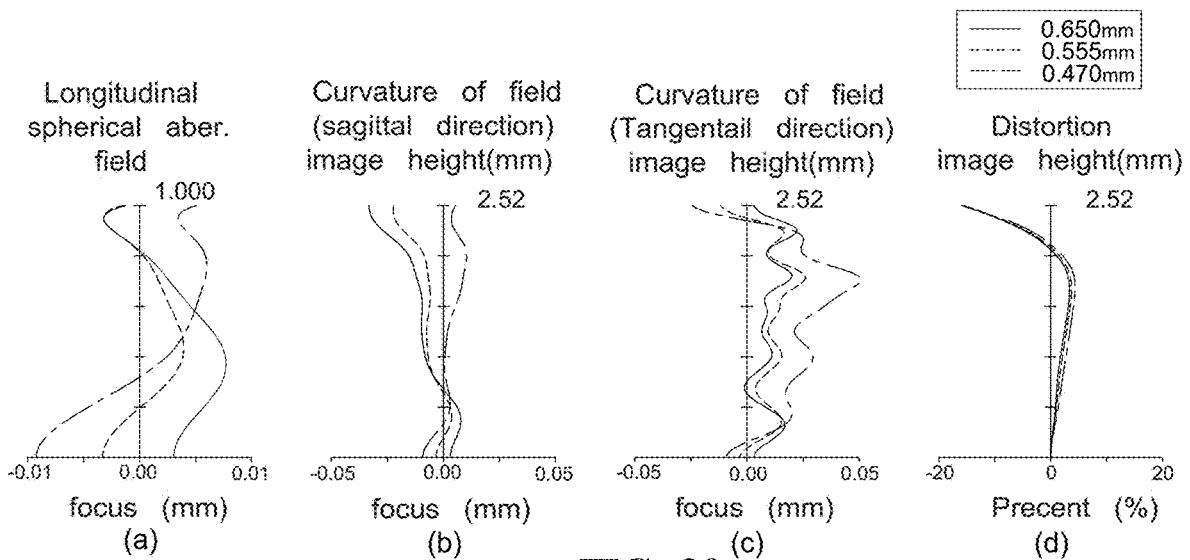 0.650mm
0.555mm
0.470mm
Longitudinal
spherical aber.
field
1.000
-0.01
0.00
0.01
focus (mm)
(a)
Curvature of field
(sagittal direction)
image height(mm)
2.52
-0.05
0.00
0.05
focus (mm)
(b)
Curvature of field
(Tangentail direction)
image height(mm)
2.52
-0.05
0.00
0.05
focus (mm)
(c)
Distortion
image height(mm)
2.52
-20
0
20
Precent (%)
(d)